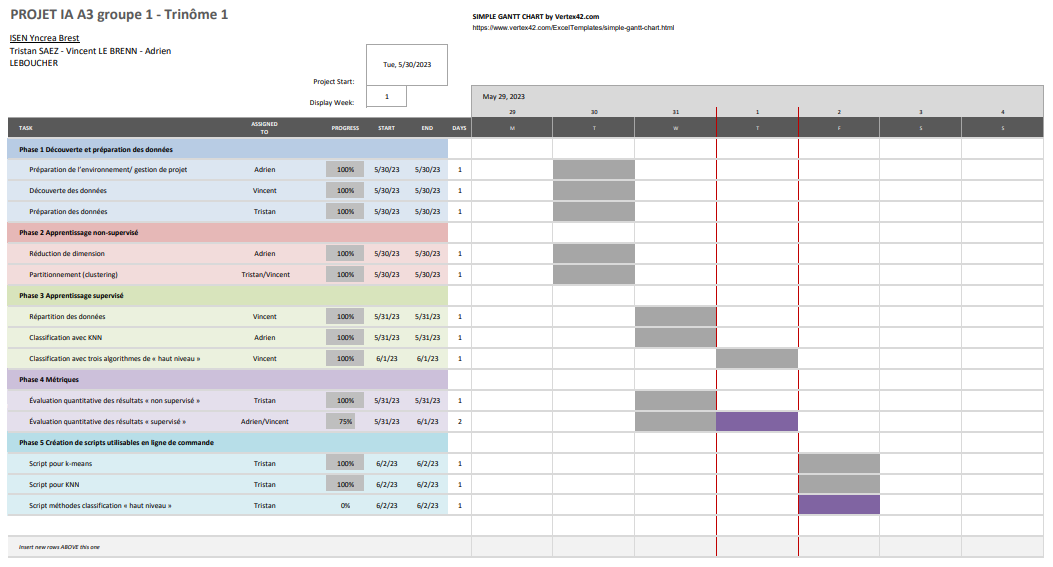 PROJET IA A3 groupe 1 - Trinôme 1
SIMPLE GANTT CHART by Vertex42.com
https://www.vertex42.com/ExcelTemplates/simple-gantt-chart.html
ISEN Yncrea Brest
Tristan SAEZ - Vincent LE BRENN - Adrien
LEBOUCHER
Project Start: Tue, 5/30/2023
Display Week: 1
May 29, 2023
29 30 31 1 2 3 4
TASK ASSIGNED TO PROGRESS START END DAYS M T W T F S S
Phase 1 Découverte et préparation des données
Préparation de l'environnement/ gestion de projet Adrien 100% 5/30/23 5/30/23 1
Découverte des données Vincent 100% 5/30/23 5/30/23 1
Préparation des données Tristan 100% 5/30/23 5/30/23 1
Phase 2 Apprentissage non-supervisé
Réduction de dimension Adrien 100% 5/30/23 5/30/23 1
Partitionnement (clustering) Tristan/Vincent 100% 5/30/23 5/30/23 1
Phase 3 Apprentissage supervisé
Répartition des données Vincent 100% 5/31/23 5/31/23 1
Classification avec KNN Adrien 100% 5/31/23 5/31/23 1
Classification avec trois algorithmes de « haut niveau » Vincent 100% 6/1/23 6/1/23 1
Phase 4 Métriques
Évaluation quantitative des résultats « non supervisé » Tristan 100% 5/31/23 5/31/23 1
Évaluation quantitative des résultats « supervisé » Adrien/Vincent 75% 5/31/23 6/1/23 2
Phase 5 Création de scripts utilisables en ligne de commande
Script pour k-means Tristan 100% 6/2/23 6/2/23 1
Script pour KNN Tristan 100% 6/2/23 6/2/23 1
Script méthodes classification « haut niveau » Tristan 0% 6/2/23 6/2/23 1
Insert new rows ABOVE this one